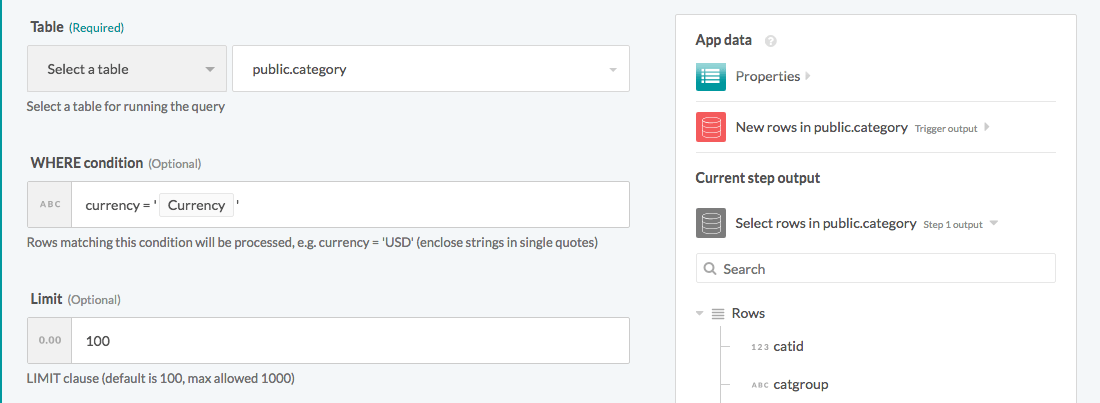 Table (Required)
Select a table
public.category
Select a table for running the query
WHERE condition (Optional)
ABC
currency = ' Currency '
Rows matching this condition will be processed, e.g. currency = 'USD' (enclose strings in single quotes)
Limit (Optional)
0.00
100
LIMIT clause (default is 100, max allowed 1000)
App data ?
Properties
New rows in public.category Trigger output
Current step output
Select rows in public.category Step 1 output
Search
Rows
123 catid
ABC catgroup